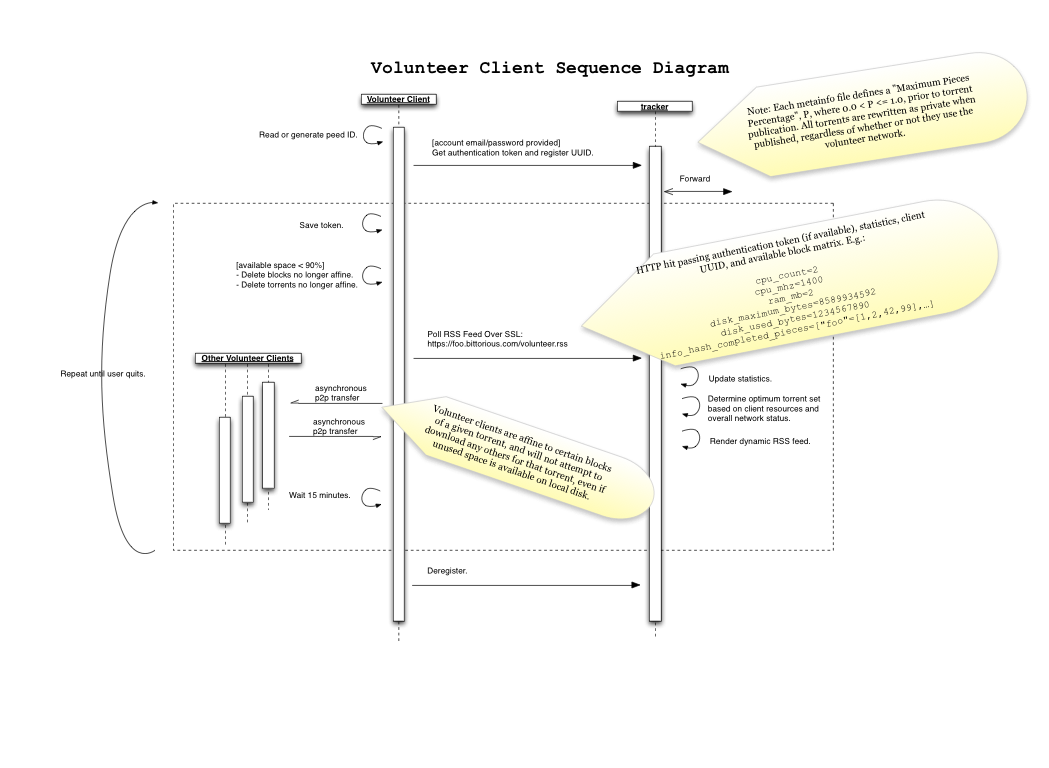 Volunteer Client Sequence Diagram
Volunteer Client
tracker
Note: Each metainfo file defines a "Maximum Pieces
Percentage", P, where 0.0 < P <= 1.0, prior to torrent
publication. All torrents are rewritten as private when
published, regardless of whether or not they use the
volunteer network.
Read or generate peed ID.
[account email/password provided]
Get authentication token and register UUID.
Forward
Save token.
HTTP hit passing authentication token (if available), statistics, client
UUID, and available block matrix. E.g.:
cpu_count=2
cpu_mhz=1400
ram_mb=2
disk_maximum_bytes=8589934592
disk_used_bytes=1234567890
info_hash_completed_pieces=["foo"=[1,2,42,99],…]
[available space < 90%]
- Delete blocks no longer affine.
- Delete torrents no longer affine.
Poll RSS Feed Over SSL:
https://foo.bittorious.com/volunteer.rss
Other Volunteer Clients
Repeat until user quits.
Update statistics.
asynchronous
p2p transfer
Determine optimum torrent set
based on client resources and
overall network status.
asynchronous
p2p transfer
Volunteer clients are affine to certain blocks
of a given torrent, and will not attempt to
download any others for that torrent, even if
unused space is available on local disk.
Render dynamic RSS feed.
Wait 15 minutes.
Deregister.